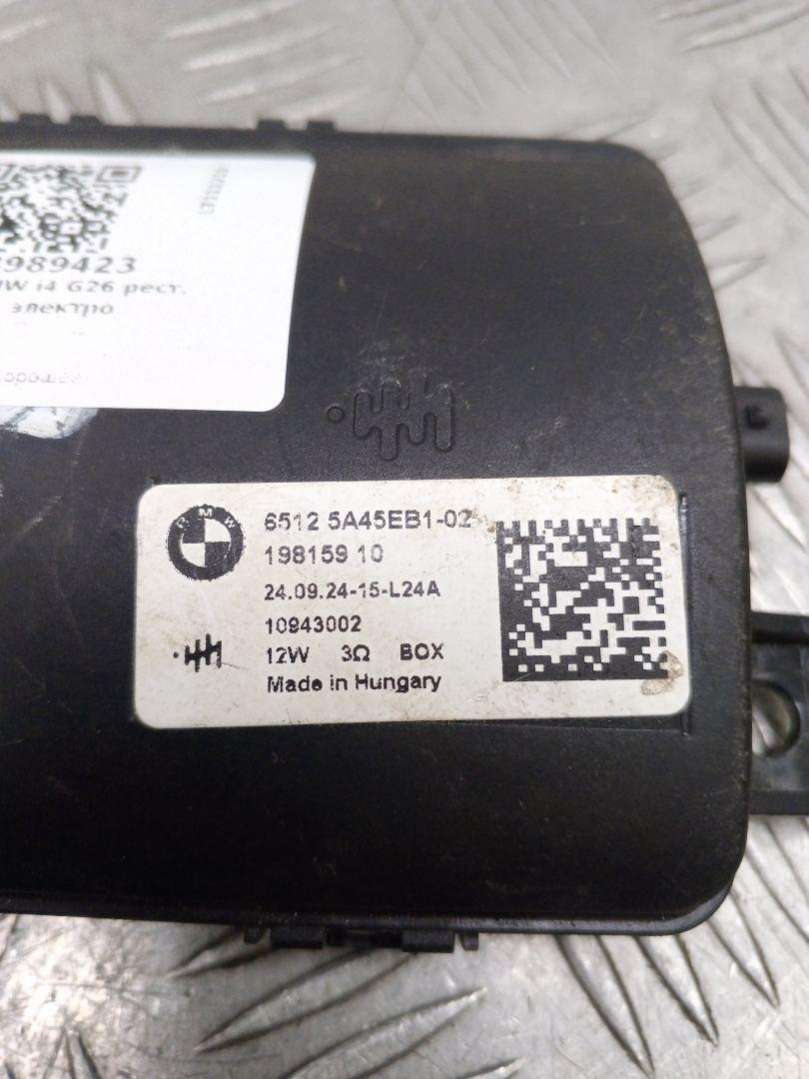 989423
i4 G26 рест.
электро
BMW
6512 5A45EB1-02
198159 10
24.09.24-15-L24A
10943002
12W 3Ω BOX
Made in Hungary